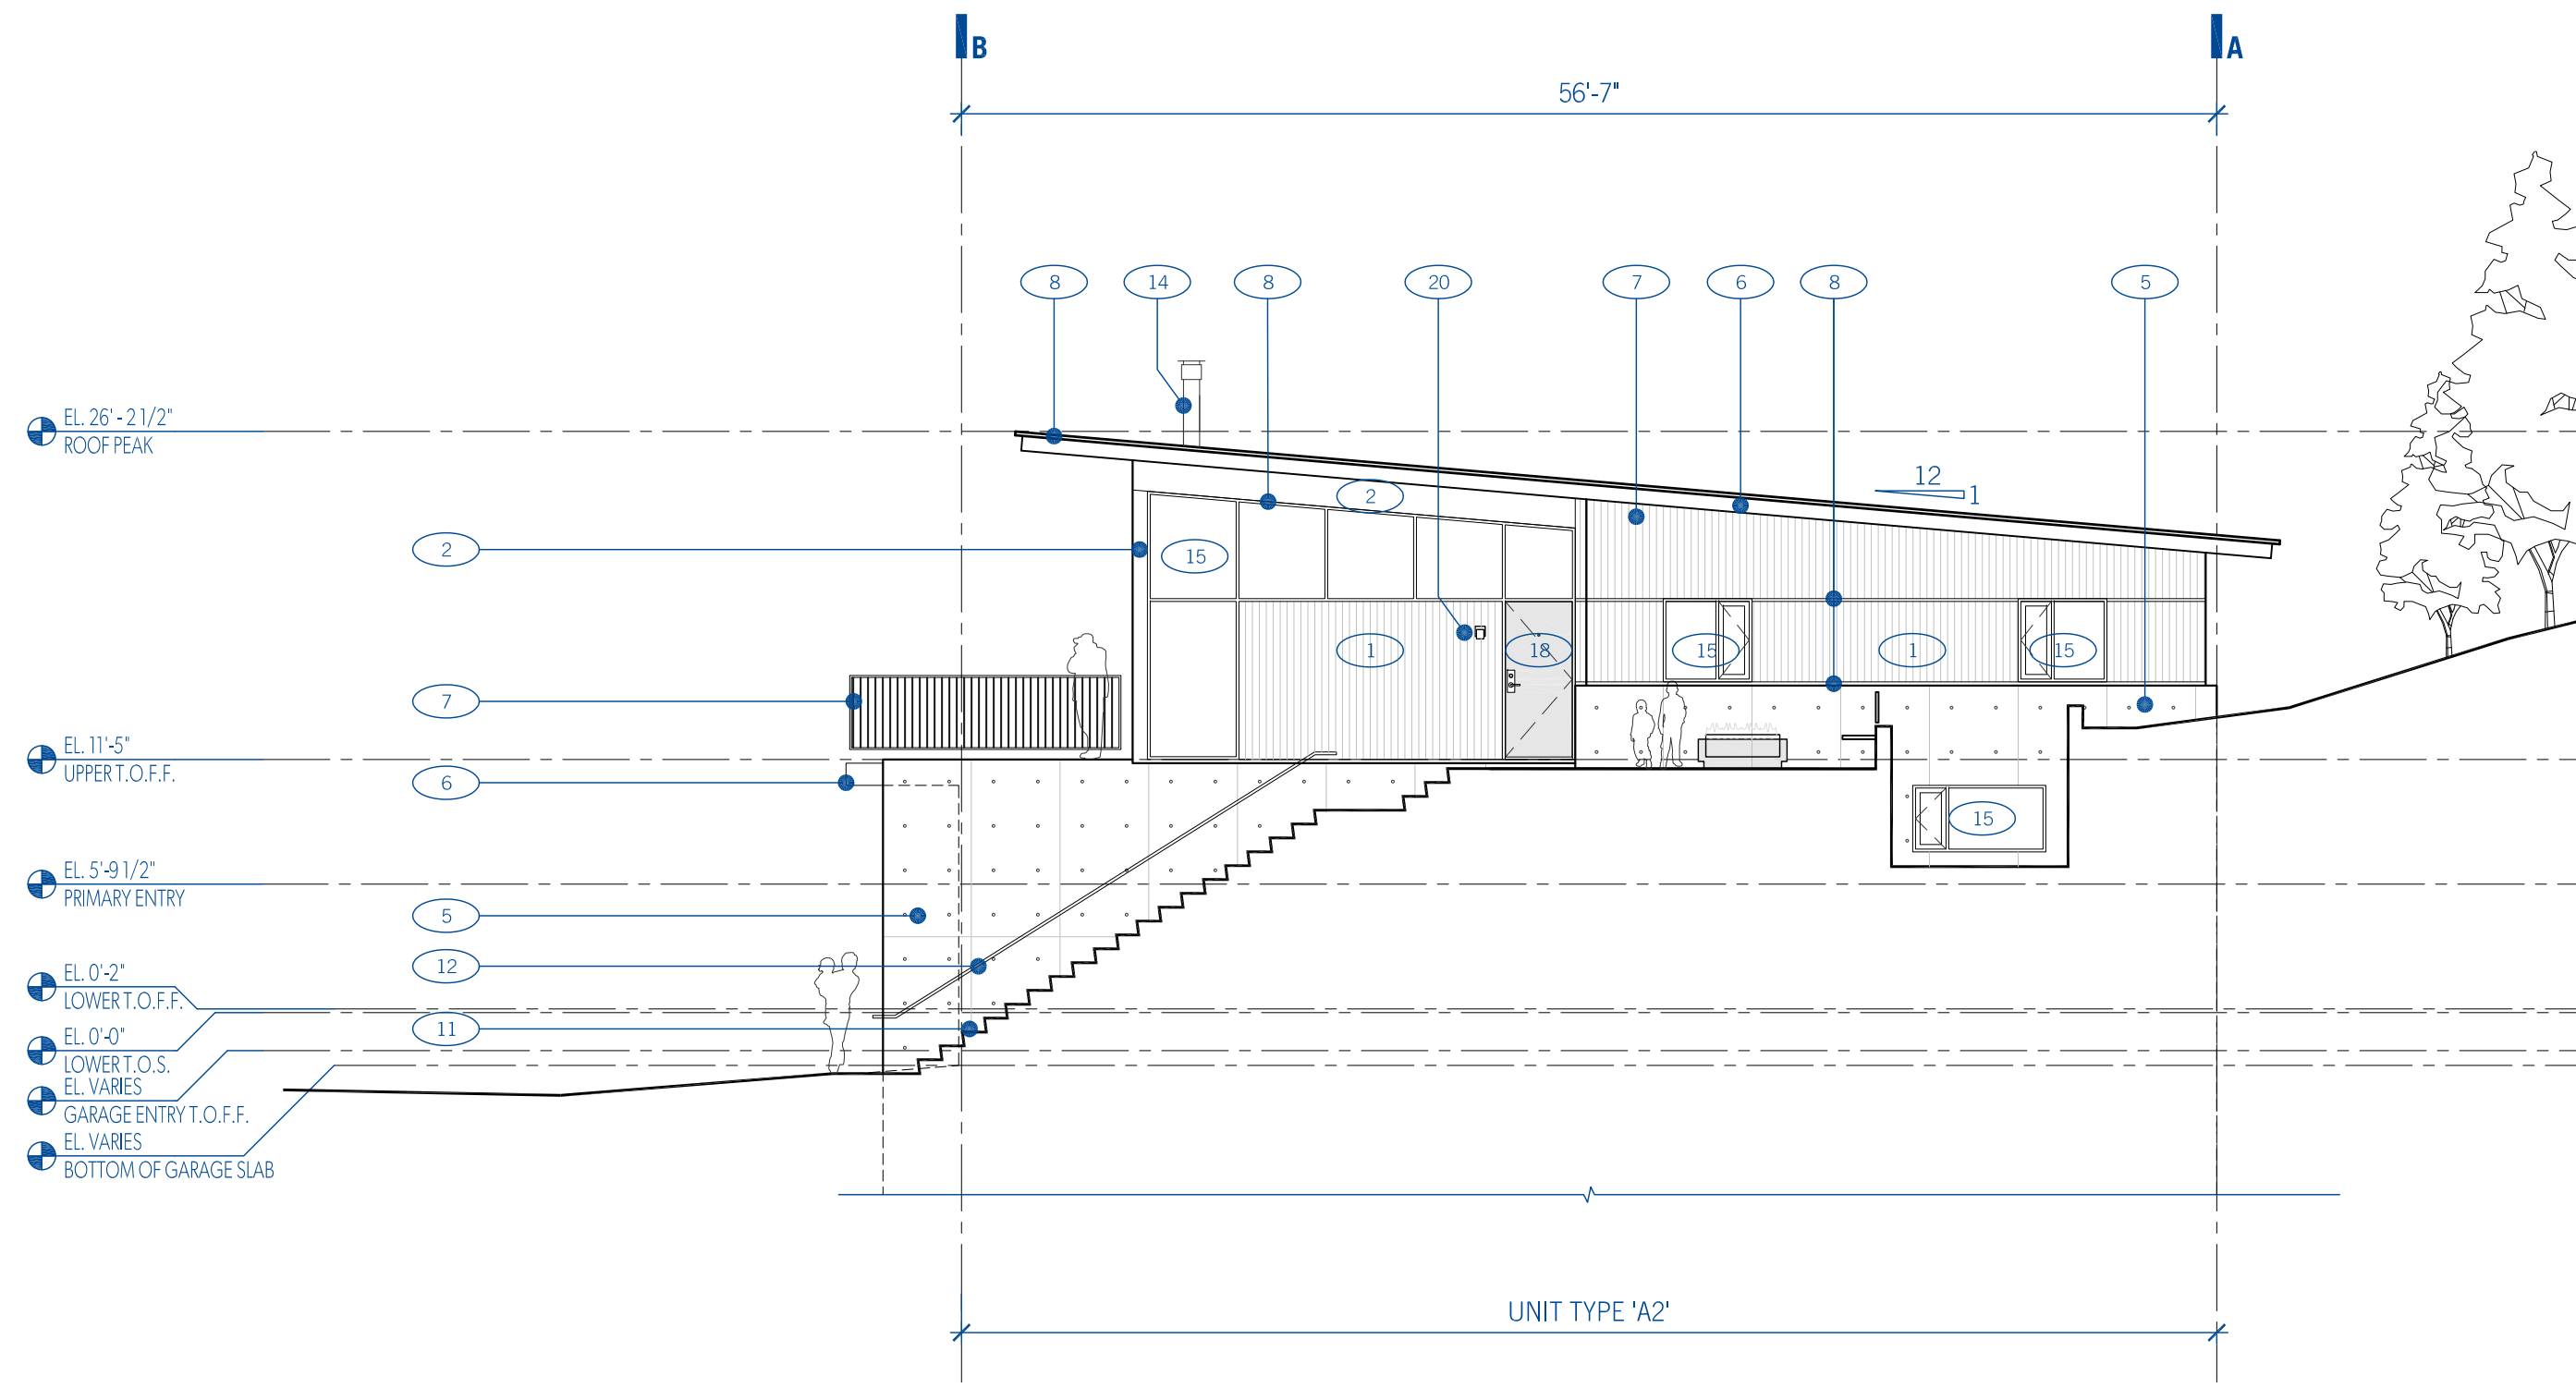 B
A
56'-7"
8
14
8
20
7
6
8
5
EL. 26' - 2 1/2"
ROOF PEAK
12
1
2
2
15
1
18
15
1
15
7
EL. 11'-5"
UPPER T.O.F.F.
6
15
EL. 5'-9 1/2"
PRIMARY ENTRY
5
12
EL. 0'-2"
LOWER T.O.F.F.
11
EL. 0'-0"
LOWER T.O.S.
EL. VARIES
GARAGE ENTRY T.O.F.F.
EL. VARIES
BOTTOM OF GARAGE SLAB
UNIT TYPE 'A2'